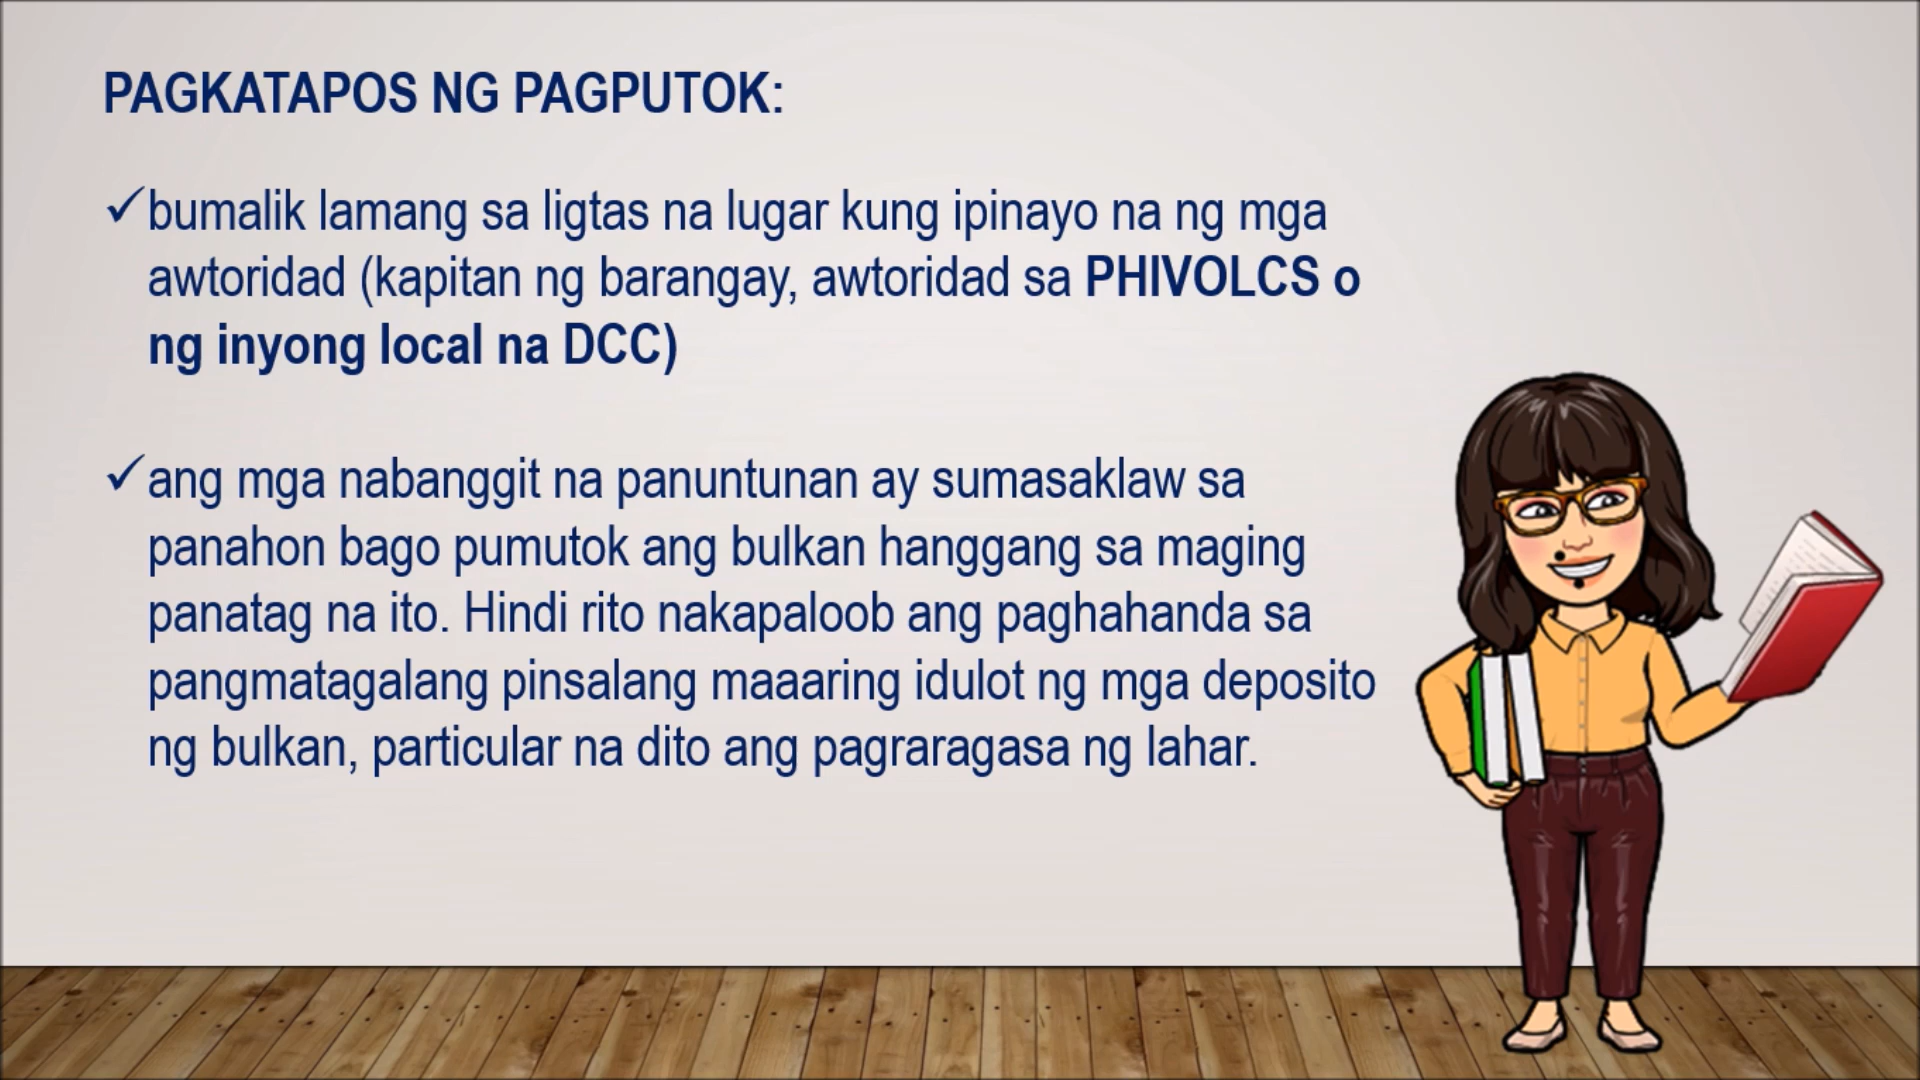 PAGKATAPOS NG PAGPUTOK:
✓bumalik lamang sa ligtas na lugar kung ipinayo na ng mga
awtoridad (kapitan ng barangay, awtoridad sa PHIVOLCS o
ng inyong local na DCC)
✓ang mga nabanggit na panuntunan ay sumasaklaw sa
panahon bago pumutok ang bulkan hanggang sa maging
panatag na ito. Hindi rito nakapaloob ang paghahanda sa
pangmatagalang pinsalang maaaring idulot ng mga deposito
ng bulkan, particular na dito ang pagraragasa ng lahar.